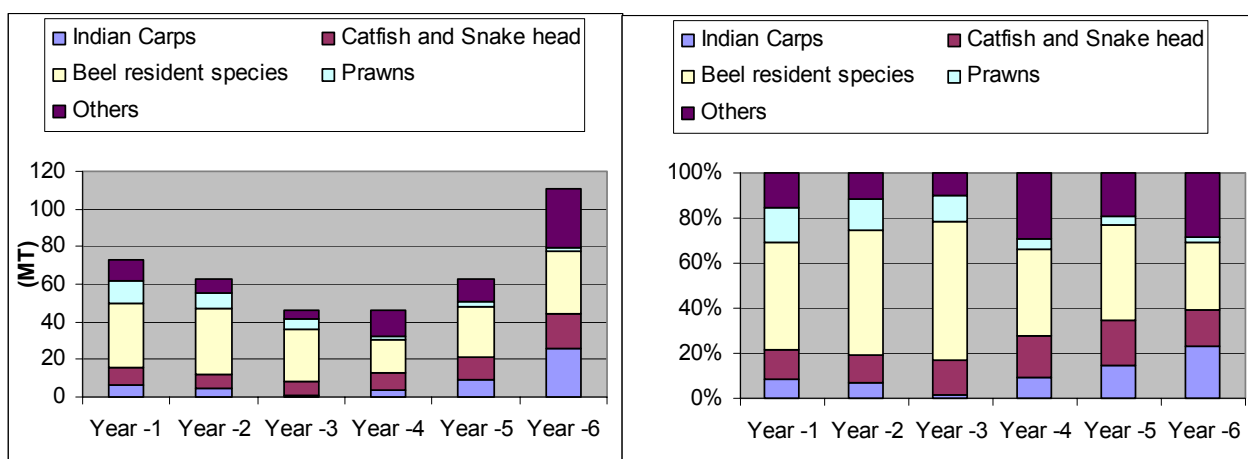 Indian Carps Catfish and Snake head
Beel resident species Prawns
Others
120
100
80
60
40
20
0
(MT)
Year -1 Year -2 Year -3 Year -4 Year -5 Year -6
Indian Carps Catfish and Snake head
Beel resident species Prawns
Others
100%
80%
60%
40%
20%
0%
Year -1 Year -2 Year -3 Year -4 Year -5 Year -6